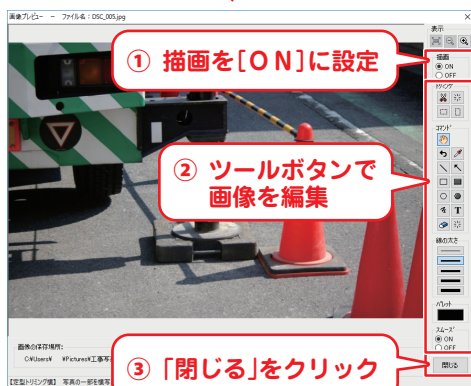 画像プレビュー － ファイル名：DSC_005.jpg
表示
① 描画を[ＯＮ]に設定
描画
ON
OFF
トリミング
コマンド
② ツールボタンで
画像を編集
T
線の太さ
パレット
スムーズ
ON
OFF
画像の保存場所：
C:¥Users¥ ¥Pictures¥工事写
③ 「閉じる」をクリック
閉じる
【定型トリミング値】 写真の一部を横写